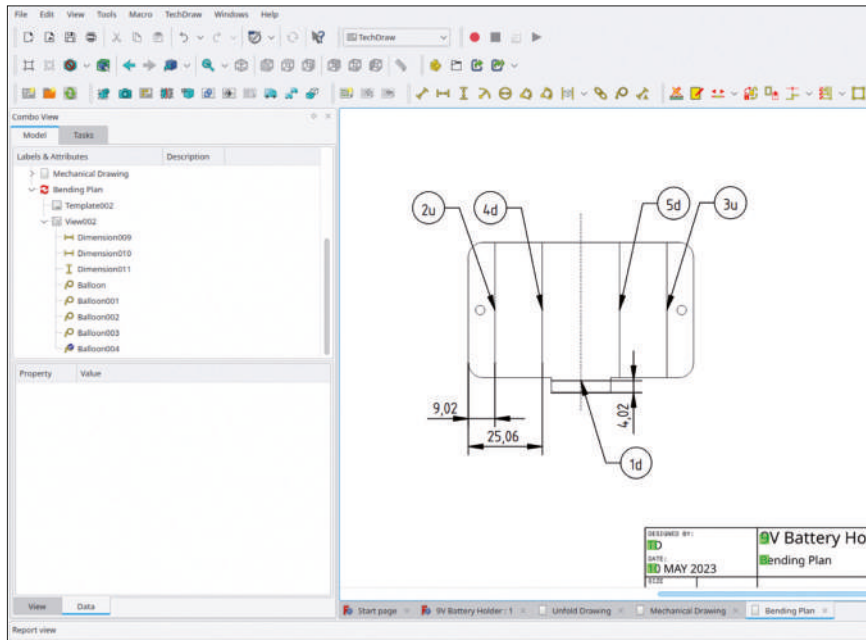 File Edit View Tools Macro TechDraw Windows Help
TechDraw
Combo View
Model Tasks
Labels & Attributes Description
Mechanical Drawing
Bending Plan
Template002
View002
Dimension009
Dimension010
Dimension011
Balloon
Balloon001
Balloon002
Balloon003
Balloon004
Property Value
View Data
Report view
2u 4d 5d 3u
9,02
25,06
4,02
1d
DESIGNED BY:
TD
DATE:
10 MAY 2023
SIZE
9V Battery Ho
Bending Plan
Start page 9V Battery Holder : 1 Unfold Drawing Mechanical Drawing Bending Plan